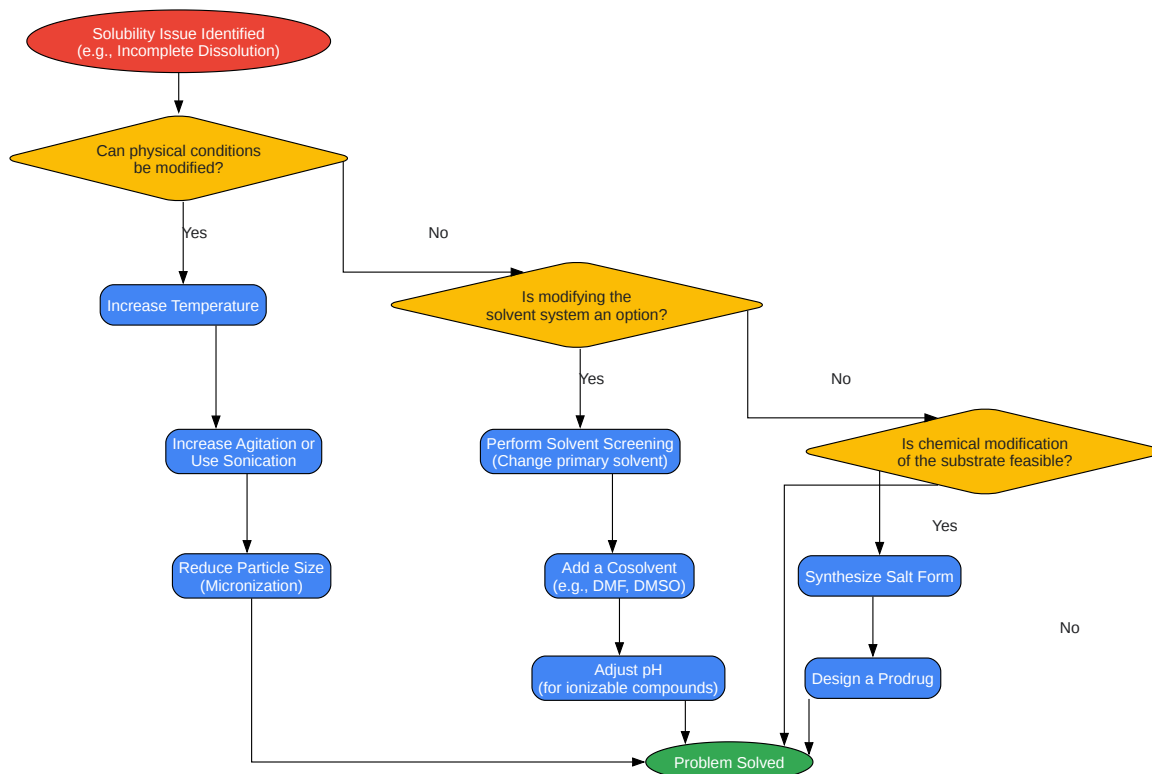 Solubility Issue Identified
(e.g., Incomplete Dissolution)
Can physical conditions
be modified?
Yes
No
Increase Temperature
Is modifying the
solvent system an option?
Yes
No
Increase Agitation or
Use Sonication
Perform Solvent Screening
(Change primary solvent)
Is chemical modification
of the substrate feasible?
Yes
Reduce Particle Size
(Micronization)
Add a Cosolvent
(e.g., DMF, DMSO)
Synthesize Salt Form
No
Adjust pH
(for ionizable compounds)
Design a Prodrug
Problem Solved